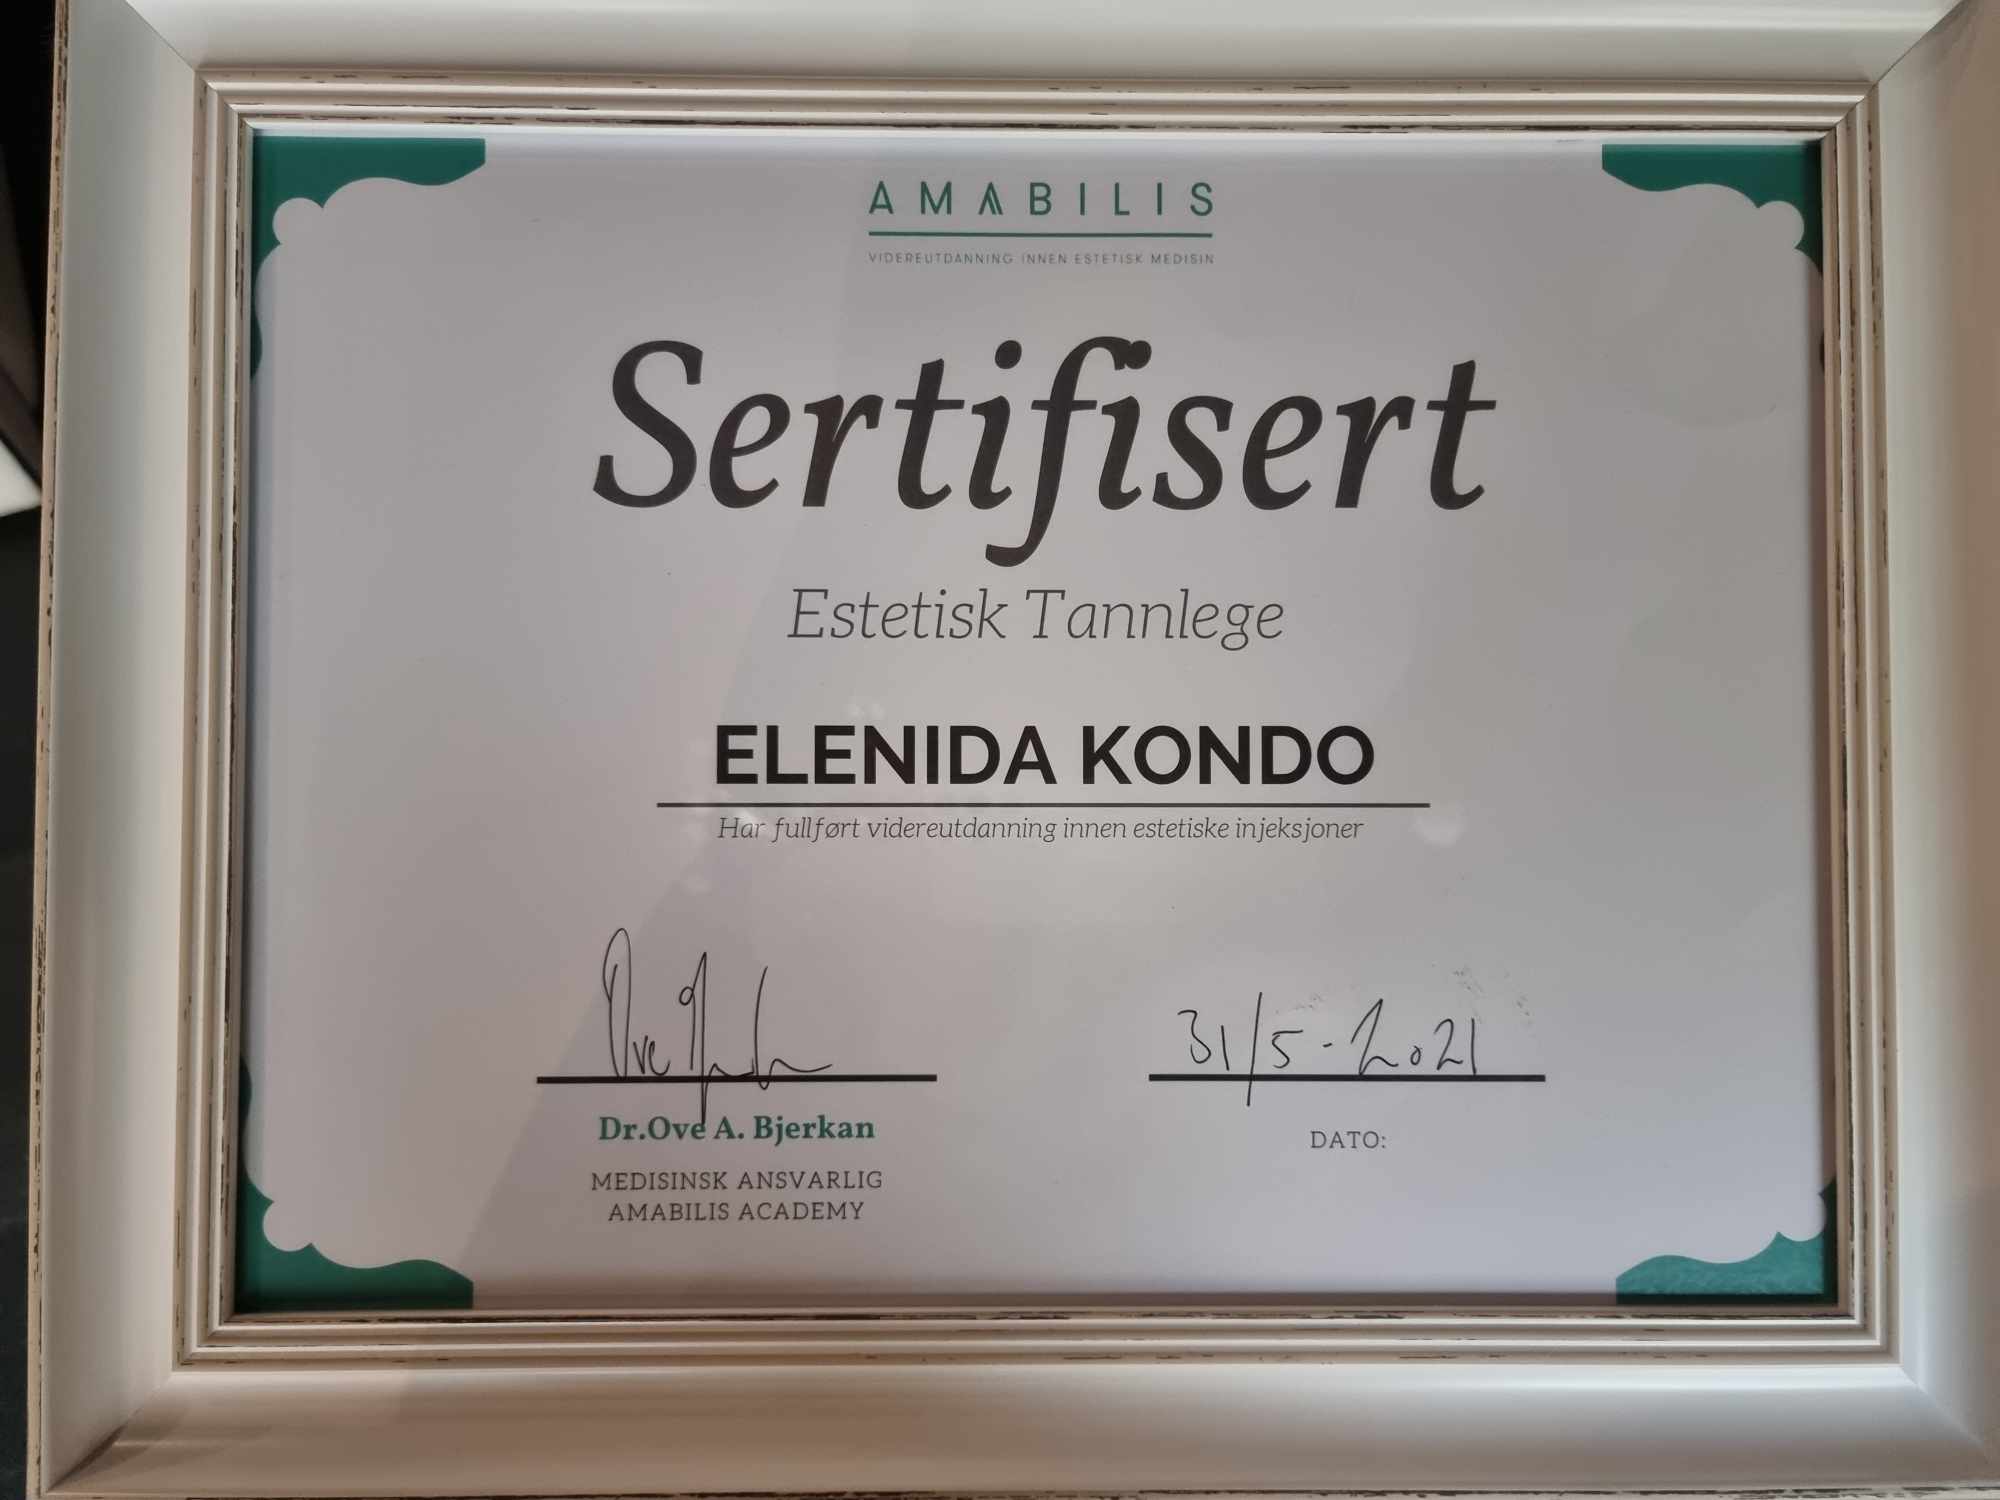 AMABILIS
VIDEREUTDANNING INNEN ESTETISK MEDISIN
Sertifisert
Estetisk Tannlege
ELENIDA KONDO
Har fullført videreutdanning innen estetiske injeksjoner
31/5-2021
Dr.Ove A. Bjerkan
DATO:
MEDISINSK ANSVARLIG
AMABILIS ACADEMY